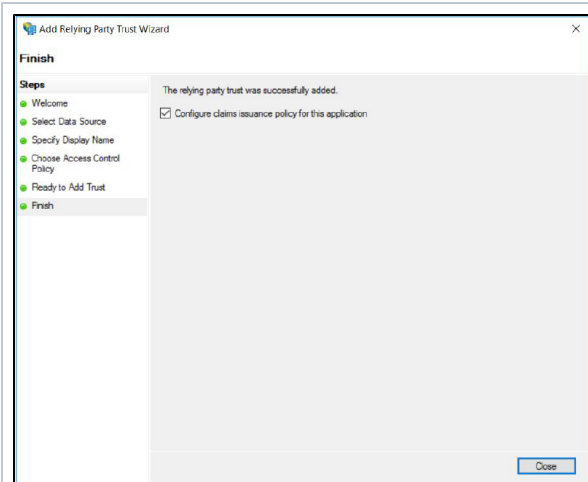 Add Relying Party Trust Wizard
Finish
Steps
Welcome
Select Data Source
Specify Display Name
Choose Access Control
Policy
Ready to Add Trust
Finish
The relying party trust was successfully added.
Configure claims issuance policy for this application
Close